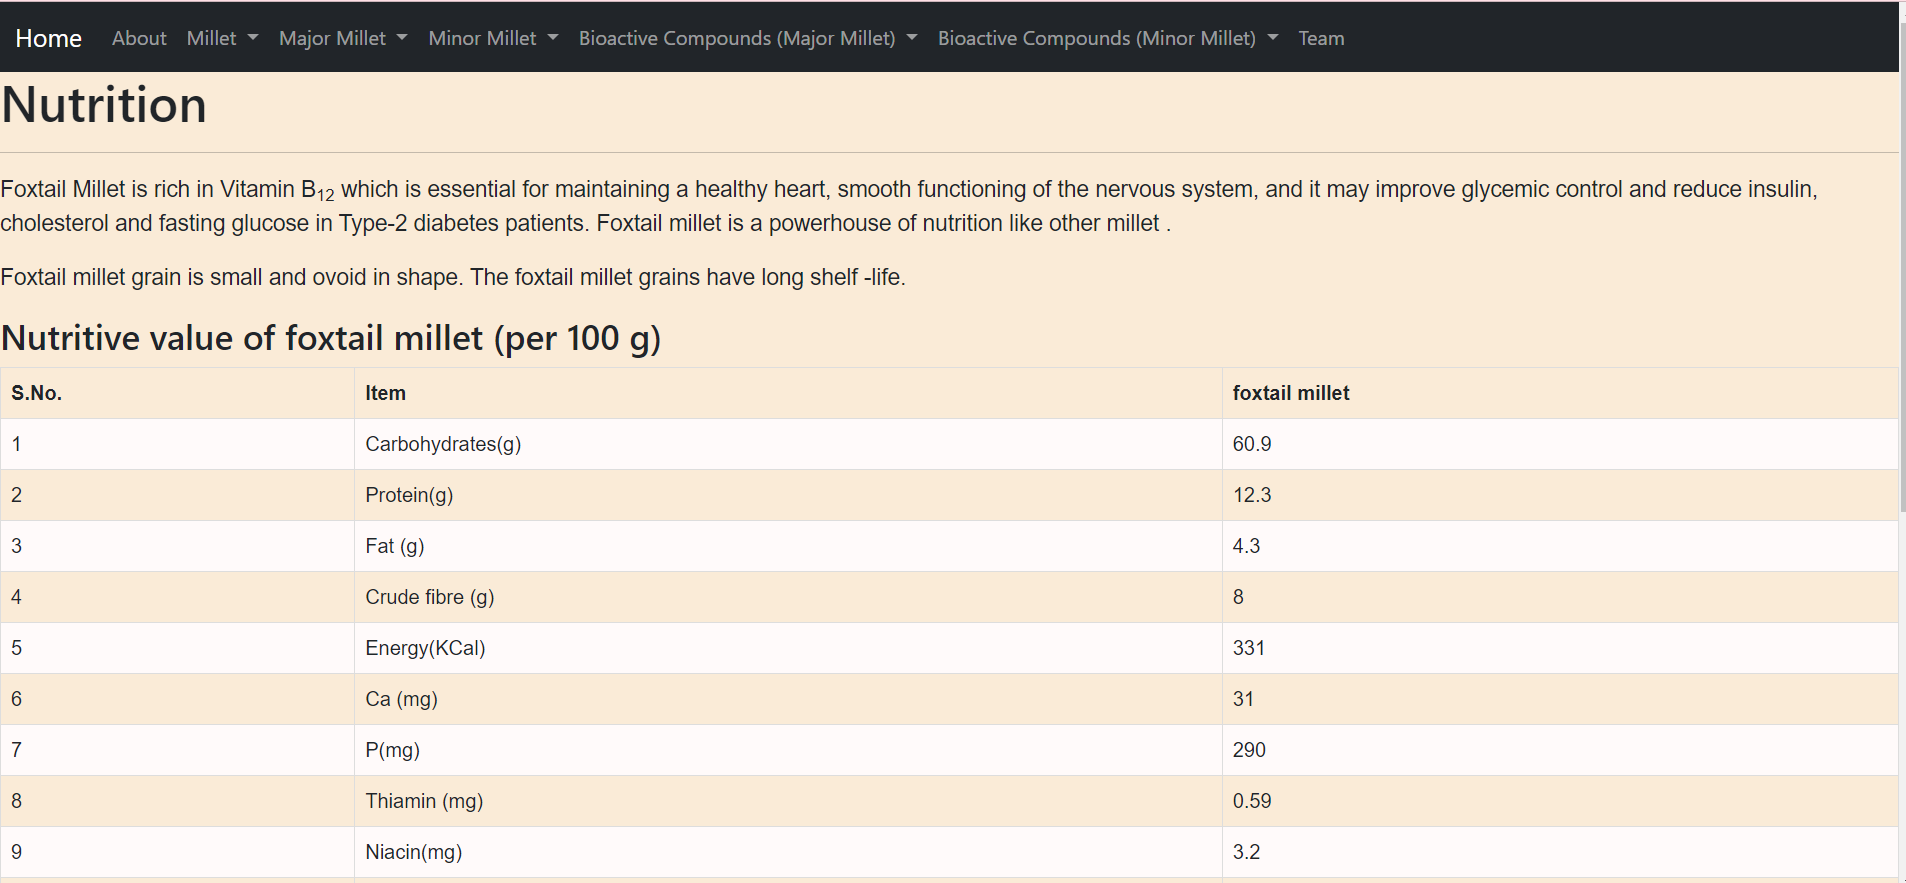 Home About Millet Major Millet Minor Millet Bioactive Compounds (Major Millet) Bioactive Compounds (Minor Millet) Team
Nutrition
Foxtail Millet is rich in Vitamin B12 which is essential for maintaining a healthy heart, smooth functioning of the nervous system, and it may improve glycemic control and reduce insulin,
cholesterol and fasting glucose in Type-2 diabetes patients. Foxtail millet is a powerhouse of nutrition like other millet .
Foxtail millet grain is small and ovoid in shape. The foxtail millet grains have long shelf -life.
Nutritive value of foxtail millet (per 100 g)
S.No. Item foxtail millet
1 Carbohydrates(g) 60.9
2 Protein(g) 12.3
3 Fat (g) 4.3
4 Crude fibre (g) 8
5 Energy(KCal) 331
6 Ca (mg) 31
7 P(mg) 290
8 Thiamin (mg) 0.59
9 Niacin(mg) 3.2